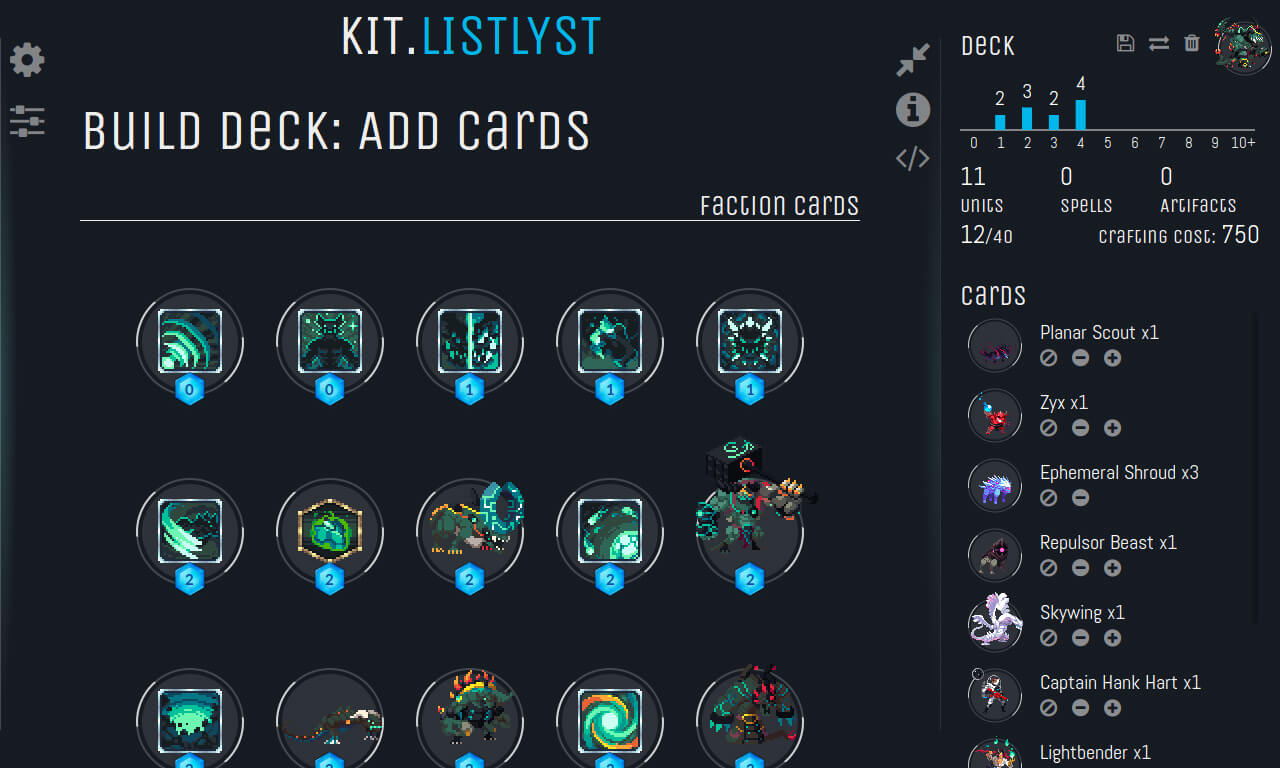 KIT.LISTLYST
BUILD DECK: ADD CARDS
FACTION CARDS
0
0
1
1
1
2
2
2
2
2
DECK
2
3
2
4
0 1 2 3 4 5 6 7 8 9 10+
11
0
0
UNITS
SPELLS
ARTIFACTS
12/40
CRAFTING COST: 750
CARDS
Planar Scout x1
Zyx x1
Ephemeral Shroud x3
Repulsor Beast x1
Skywing x1
Captain Hank Hart x1
Lightbender x1